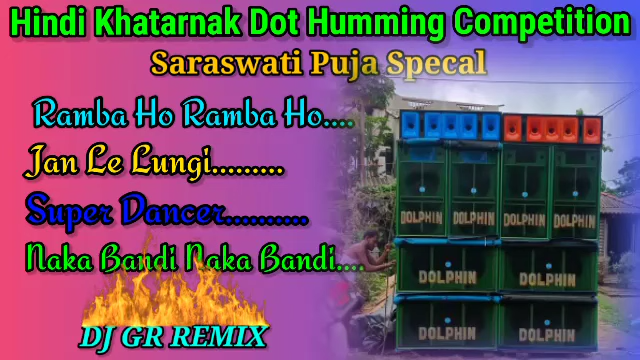 Hindi Khatarnak Dot Humming Competition
Saraswati Puja Specal
Ramba Ho Ramba Ho....
Jan Le Lungi.........
Super Dancer..........
Naka Bandi Naka Bandi....
DJ GR REMIX
DOLPHIN DOLPHIN DOLPHIN DOLPHIN
DOLPHIN DOLPHIN
DOLPHIN DOLPHIN